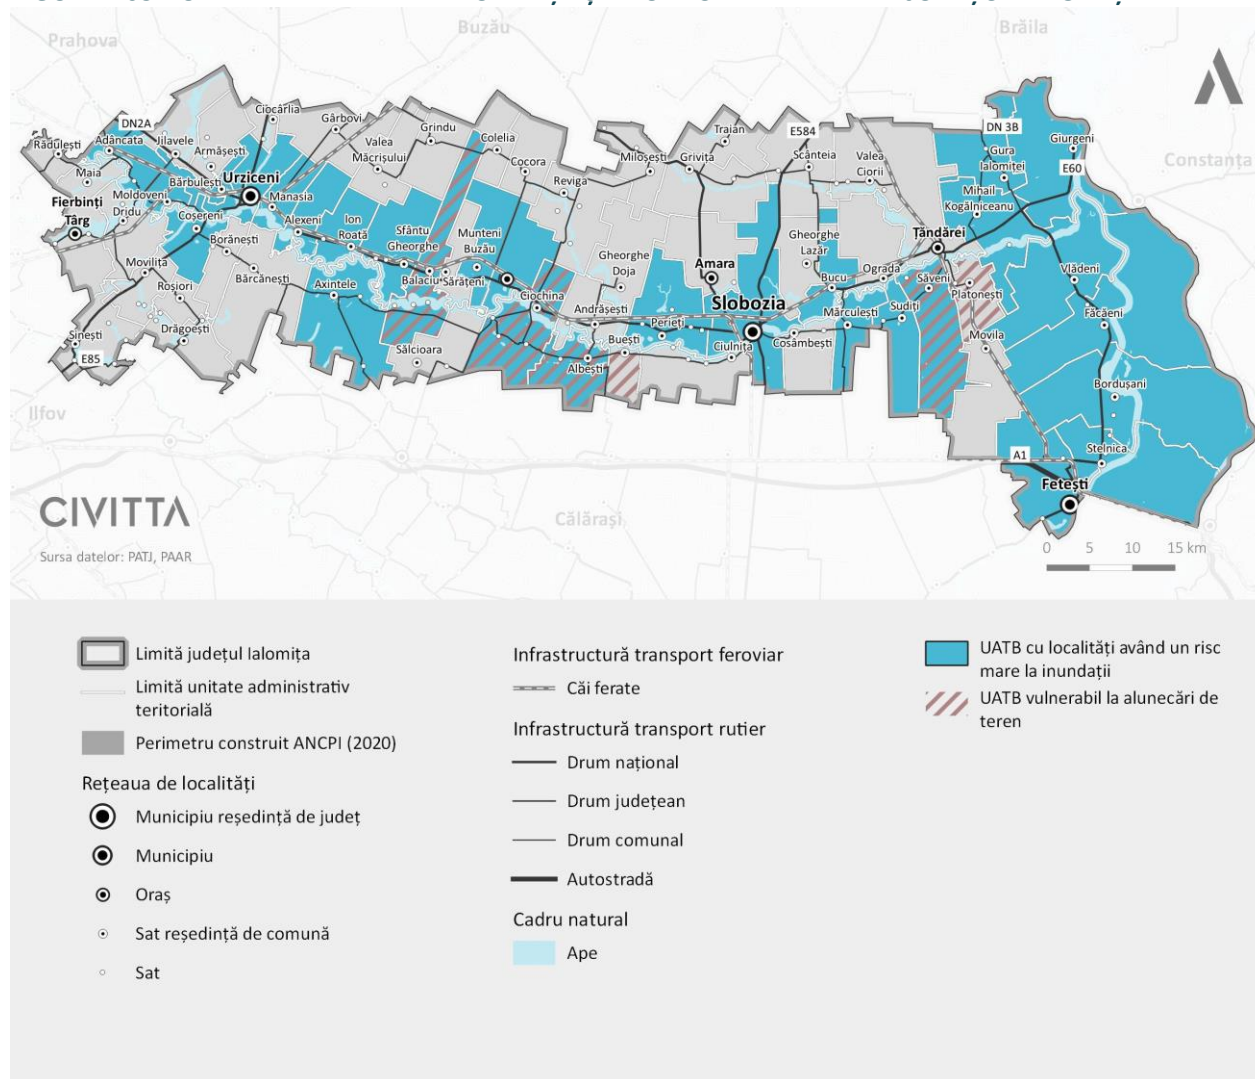 Prahova
Buzău
Brăila
Constanța
Ilfov
Călărași
DN2A
Rădulești
Adâncata
Jilavele
Armășești
Ciocârlia
Gârbovi
Grindu
Colelia
Valea
Măcrișului
Cocora
Reviga
Miloșești
Grivița
Traian
E584
Scânteia
Valea
Ciorii
DN 3B
Gura
Ialomiței
Giurgeni
E60
Maia
Bărbulești
Urziceni
Manasia
Moldoveni
Fierbinți
Târg
Dridu
Coșereni
Alexeni
Ion
Roată
Sfântu
Gheorghe
Munteni
Buzău
Mihail
Kogălniceanu
Țăndărei
Borănești
Movilița
Bărcănești
Roșiori
Axintele
Balaciu
Sărățeni
Giochina
Gheorghe
Doja
Amara
Gheorghe
Lazăr
Bucu
Ograda
Săveni
Platonești
Vlădeni
Sinești
Drăgoești
E85
Sălcioara
Andrășești
Perieți
Slobozia
Mărculești
Sudiți
Făcăeni
Buești
Albești
Ciulnița
Cosâmbești
Movila
Bordușani
A1
Stelnica
Fetești
CIVITTA
Sursa datelor: PATJ, PAAR
0 5 10 15 km
Limită județul Ialomița
Limită unitate administrativ
teritorială
Perimetru construit ANCPI (2020)
Rețeaua de localități
Municipiu reședință de județ
Municipiu
Oraș
Sat reședință de comună
Sat
Infrastructură transport feroviar
Căi ferate
Infrastructură transport rutier
Drum național
Drum județean
Drum comunal
Autostradă
Cadru natural
Ape
UATB cu localități având un risc
mare la inundații
UATB vulnerabil la alunecări de
teren